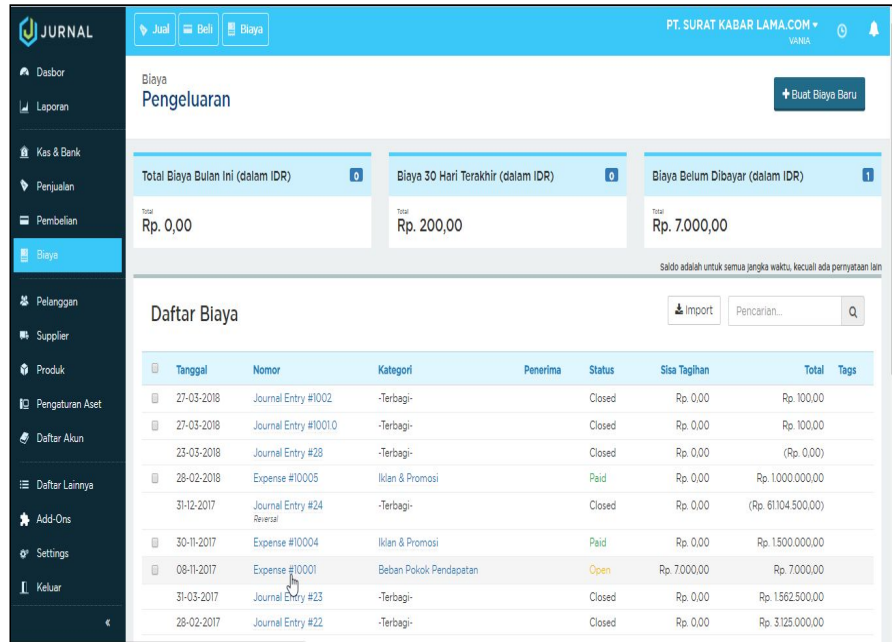 JURNAL
Jual Beli Biaya
PT. SURAT KABAR LAMA.COM
VANIA
Dasbor
Laporan
Kas & Bank
Penjualan
Pembelian
Biaya
Pelanggan
Supplier
Produk
Pengaturan Aset
Daftar Akun
Daftar Lainnya
Add-Ons
Settings
Keluar
Biaya
Pengeluaran
+ Buat Biaya Baru
Total Biaya Bulan Ini (dalam IDR) 0
Total
Rp. 0,00
Biaya 30 Hari Terakhir (dalam IDR) 0
Total
Rp. 200,00
Biaya Belum Dibayar (dalam IDR) 1
Total
Rp. 7.000,00
Saldo adalah untuk semua jangka waktu, kecuali ada pernyataan lain
Daftar Biaya
Import
Pencarian...
Tanggal Nomor Kategori Penerima Status Sisa Tagihan Total Tags
27-03-2018 Journal Entry #1002 -Terbagi- Closed Rp. 0,00 Rp. 100,00
27-03-2018 Journal Entry #1001.0 -Terbagi- Closed Rp. 0,00 Rp. 100,00
23-03-2018 Journal Entry #28 -Terbagi- Closed Rp. 0,00 (Rp. 0,00)
28-02-2018 Expense #10005 Iklan & Promosi Paid Rp. 0,00 Rp. 1.000.000,00
31-12-2017 Journal Entry #24 -Terbagi- Closed Rp. 0,00 (Rp. 61.104.500,00)
Reversal
30-11-2017 Expense #10004 Iklan & Promosi Paid Rp. 0,00 Rp. 1.500.000,00
08-11-2017 Expense #10001 Beban Pokok Pendapatan Open Rp. 7.000,00 Rp. 7.000,00
31-03-2017 Journal Entry #23 -Terbagi- Closed Rp. 0,00 Rp. 1.562.500,00
28-02-2017 Journal Entry #22 -Terbagi- Closed Rp. 0,00 Rp. 3.125.000,00